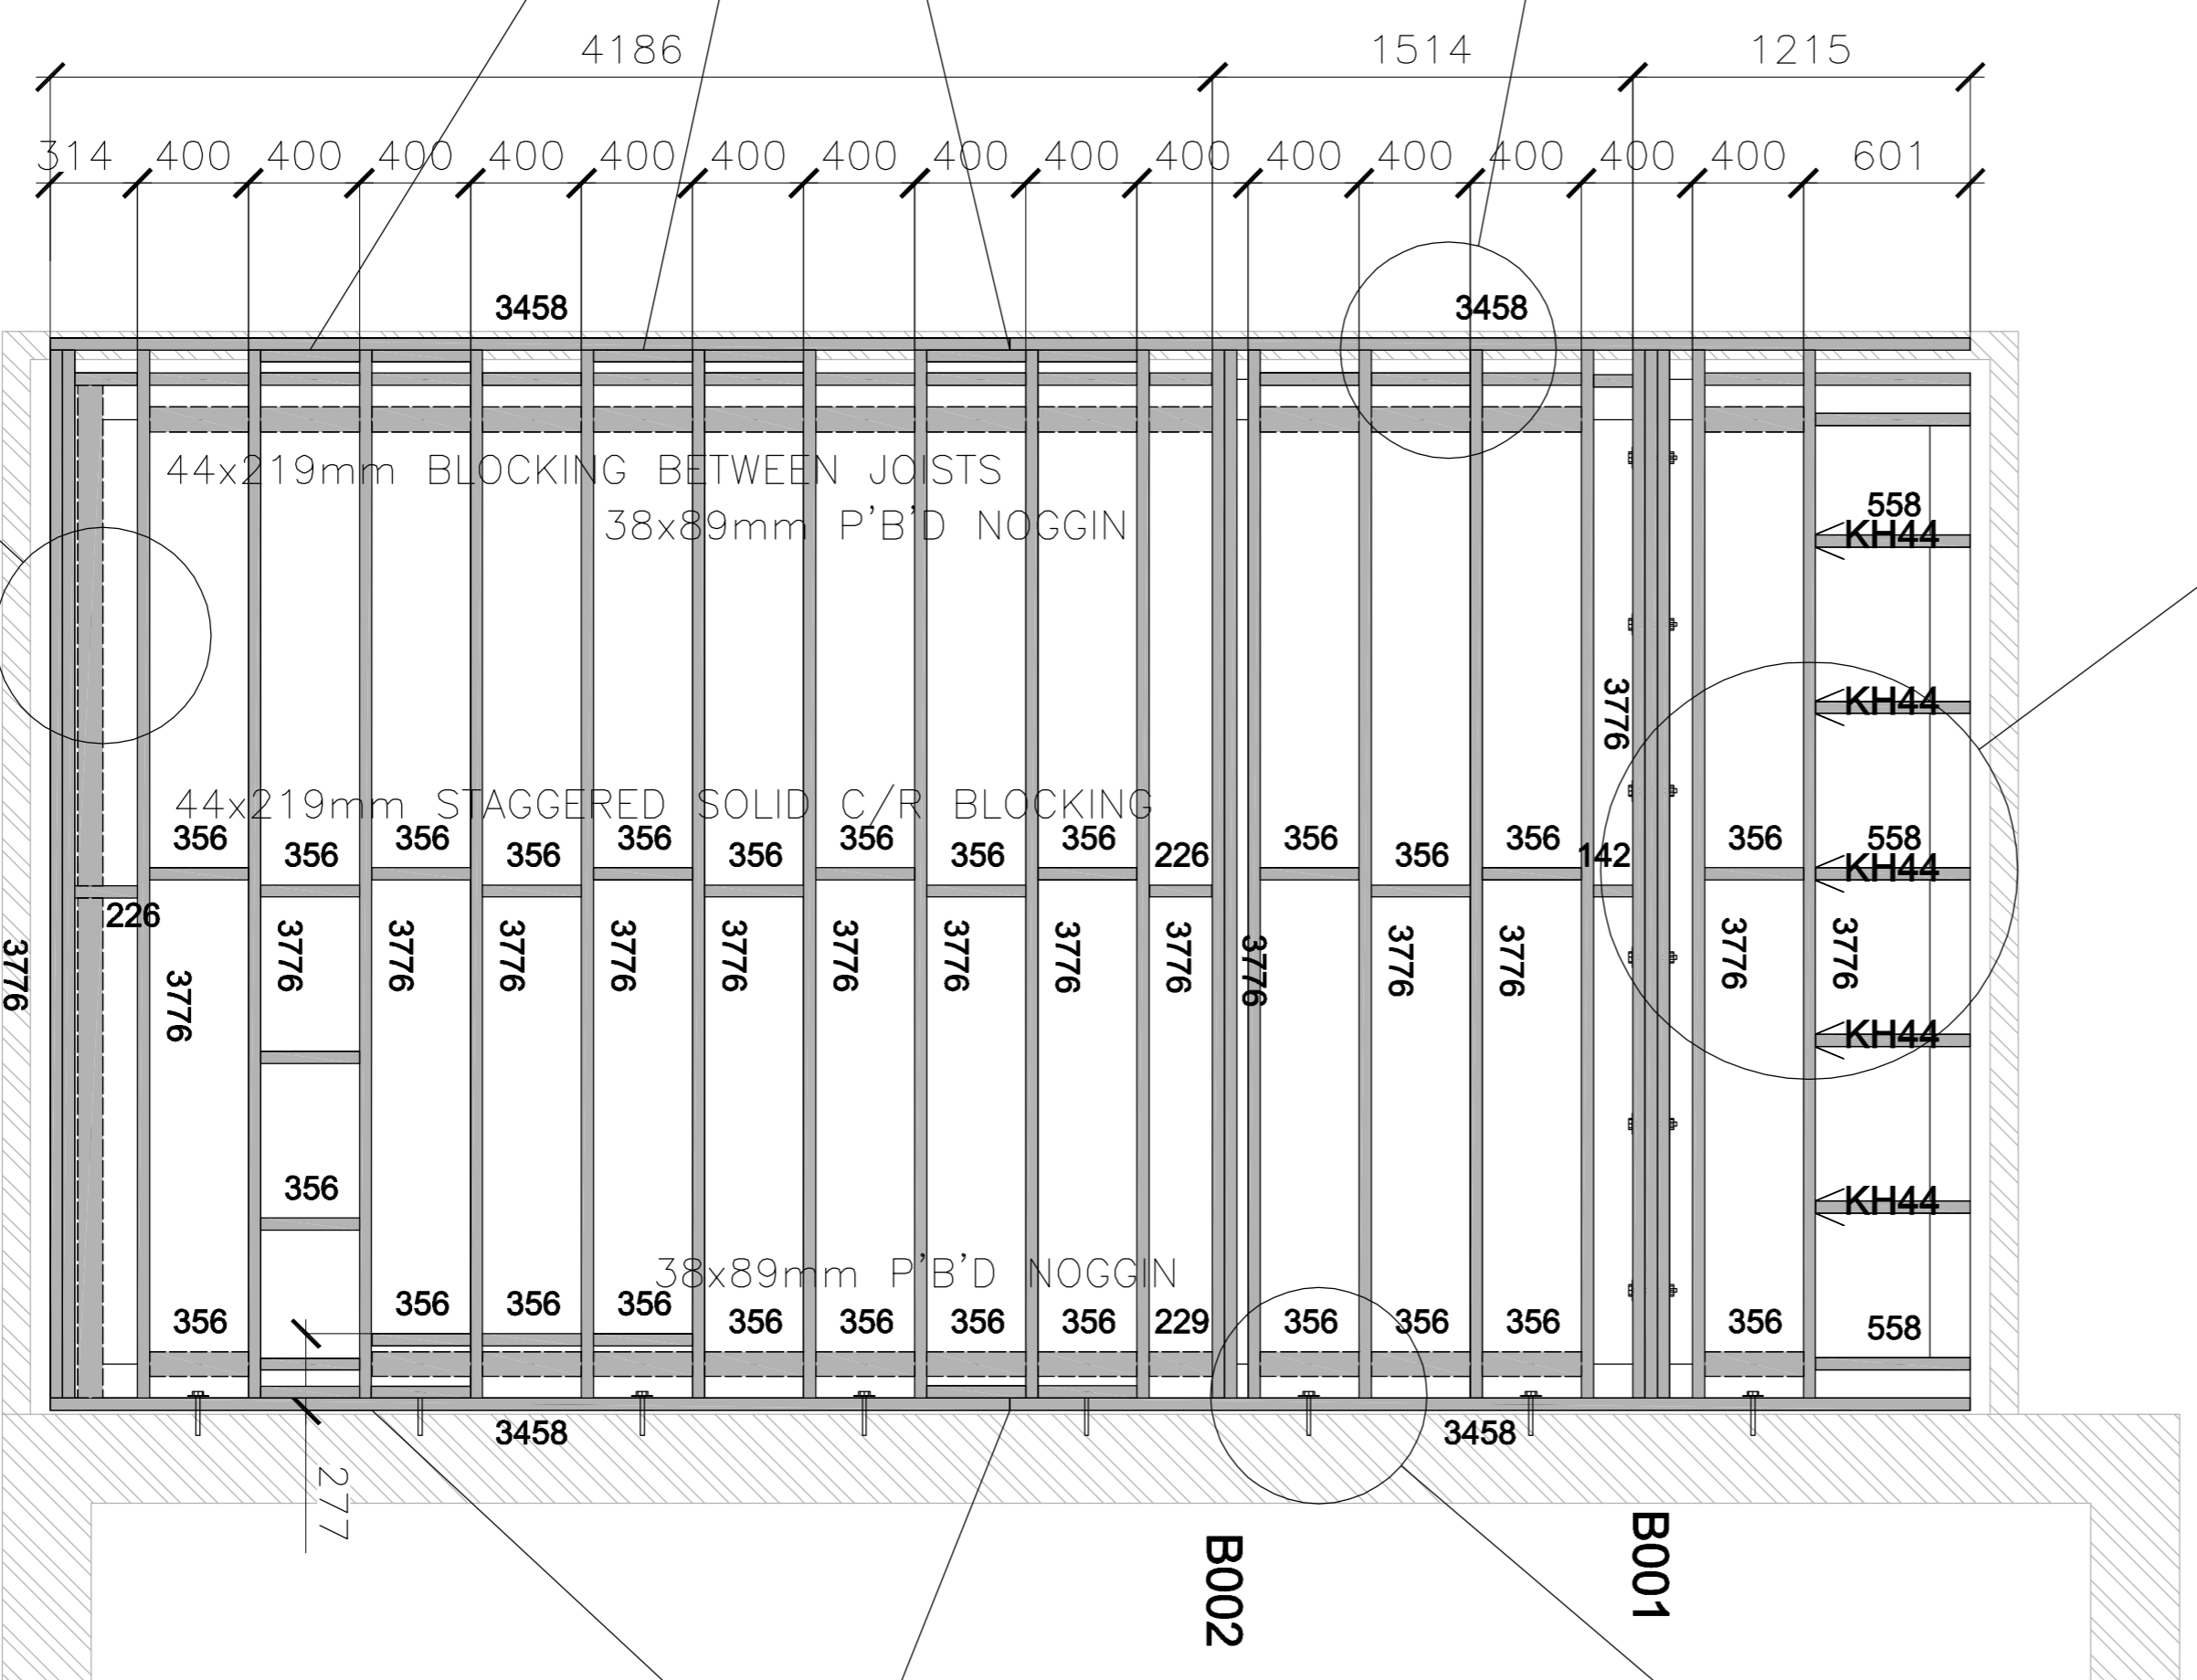 4186 1514 1215
314 400 400 400 400 400 400 400 400 400 400 400 400 400 400 400 601
3458 3458
44x219mm BLOCKING BETWEEN JOISTS
558
38x89mm P'B'D NOGGIN
KH44
KH44
3776
44x219mm STAGGERED SOLID C/R BLOCKING
356 356 356 356 356 356 356 356 558
356 356 356 356 226 356 142
KH44
226
3776 3776 3776 3776 3776 3776 3776 3776 3776 3776 3776 3776 3776 3776 3776
3776
KH44
356
KH44
38x89mm P'B'D NOGGIN
356 356 356
356 356 356 356 356 229 356 356 356 356 558
3458 3458
277
B002
B001